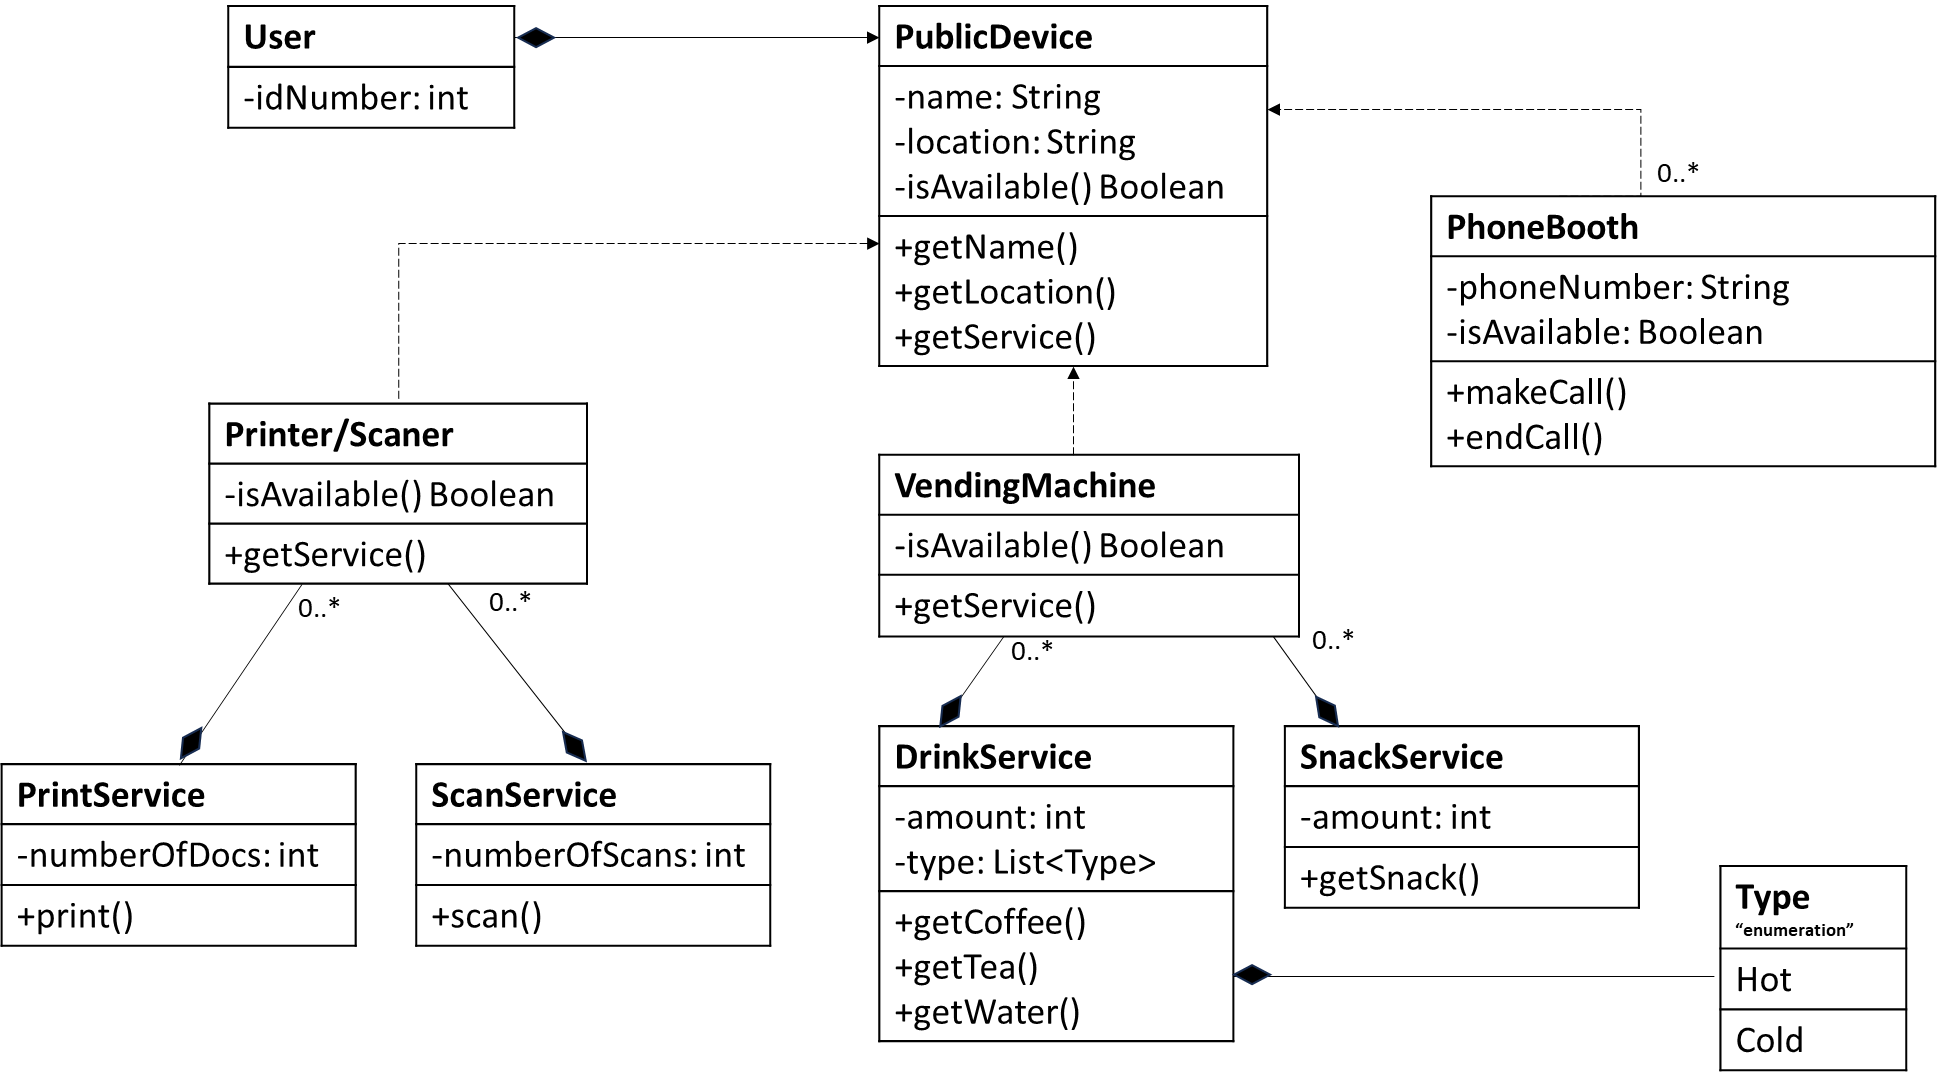 User
-idNumber: int
PublicDevice
-name: String
-location: String
-isAvailable() Boolean
+getName()
+getLocation()
+getService()
0..*
PhoneBooth
-phoneNumber: String
-isAvailable: Boolean
+makeCall()
+endCall()
Printer/Scaner
-isAvailable() Boolean
+getService()
0..*
0..*
VendingMachine
-isAvailable() Boolean
+getService()
0..*
0..*
PrintService
-numberOfDocs: int
+print()
ScanService
-numberOfScans: int
+scan()
DrinkService
-amount: int
-type: List<Type>
+getCoffee()
+getTea()
+getWater()
SnackService
-amount: int
+getSnack()
Type
“enumeration”
Hot
Cold